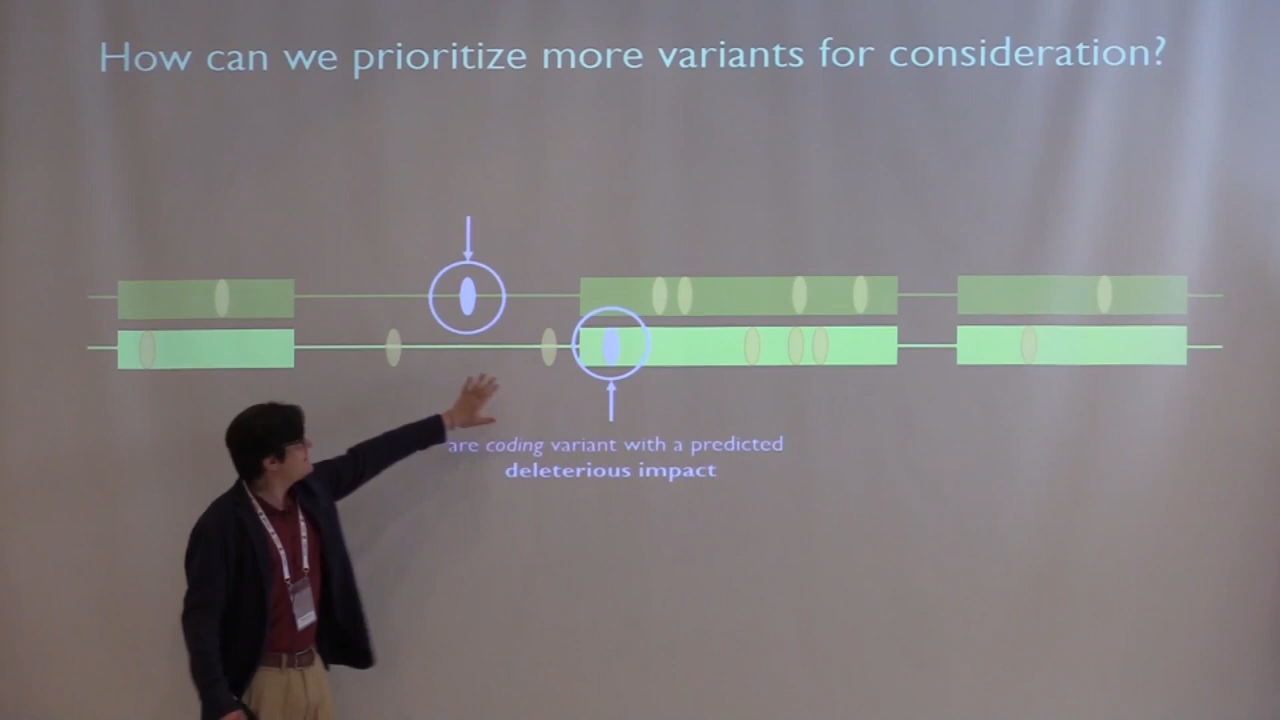 How can we prioritize more variants for consideration?
are coding variant with a predicted
deleterious impact